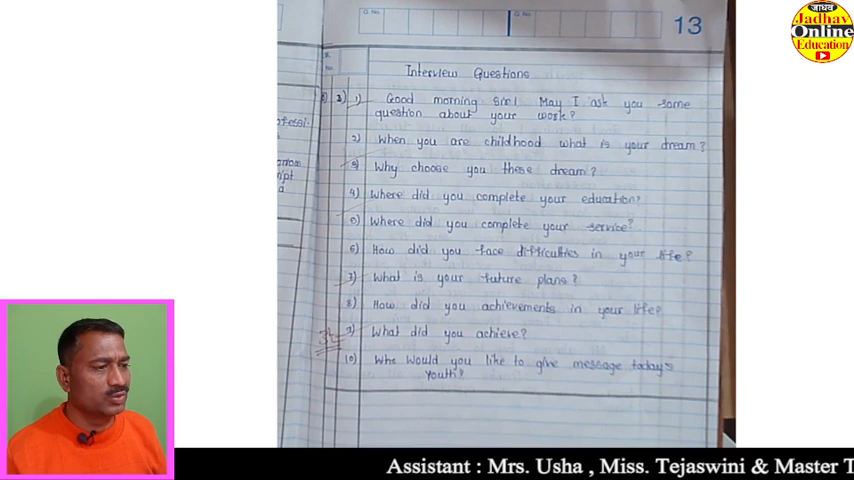 जाधव
Jadhav
Online
Education
Q. No.
Q. No.
13
Interview Questions
3) 1) Good morning sir! May I ask you some
question about your work?
2) When you are childhood what is your dream?
3) Why choose you these dream?
4) Where did you complete your education?
5) Where did you complete your service?
6) How did you face difficulties in your life?
7) What is your future plans?
8) How did you achievements in your life?
9) What did you achieve?
10) Who would you like to give message today's
Youth?
Assistant : Mrs. Usha , Miss. Tejaswini & Master T